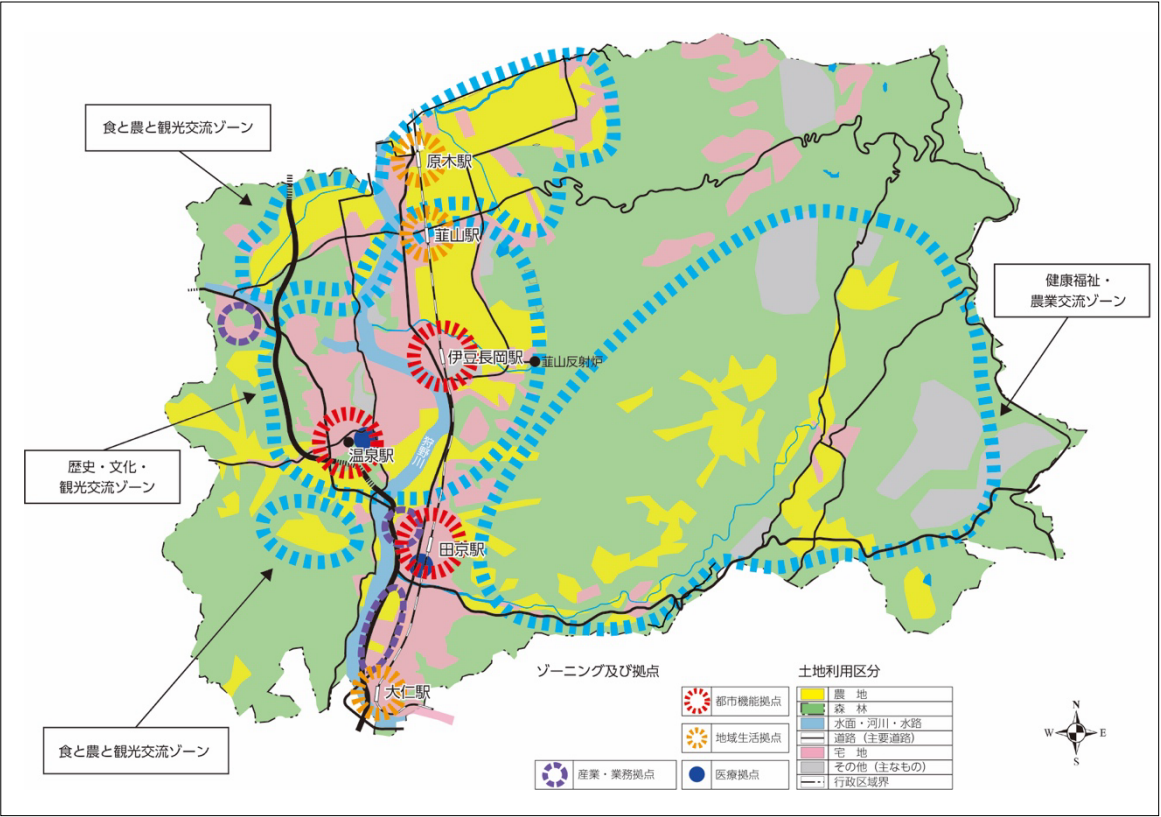 食と農と観光交流ゾーン
原木駅
韮山駅
健康福祉・
農業交流ゾーン
伊豆長岡駅
韮山反射炉
狩野川
温泉駅
歴史・文化・
観光交流ゾーン
田京駅
大仁駅
食と農と観光交流ゾーン
ゾーニング及び拠点
都市機能拠点
地域生活拠点
産業・業務拠点
医療拠点
土地利用区分
農 地
森 林
水面・河川・水路
道路（主要道路）
宅 地
その他（主なもの）
行政区域界
N
W
E
S